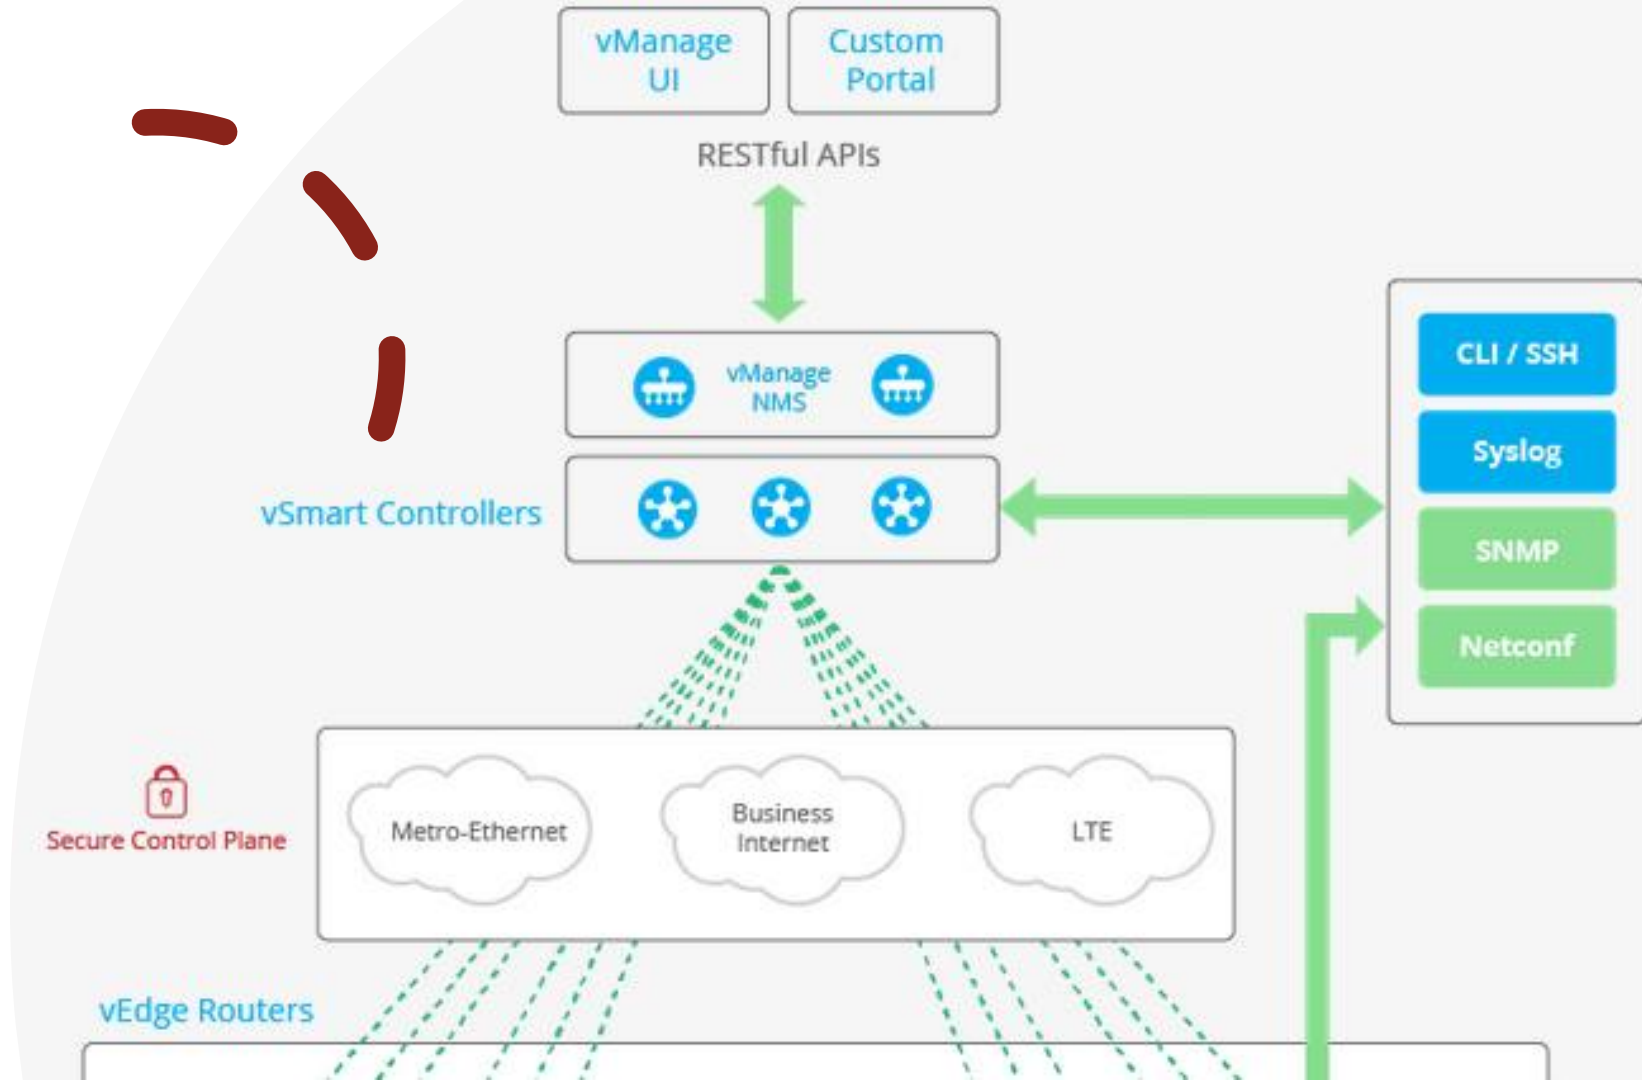 vManage
UI
Custom
Portal
RESTful APIs
vManage
NMS
vSmart Controllers
CLI / SSH
Syslog
SNMP
Netconf
Metro-Ethernet
Business
Internet
LTE
Secure Control Plane
vEdge Routers